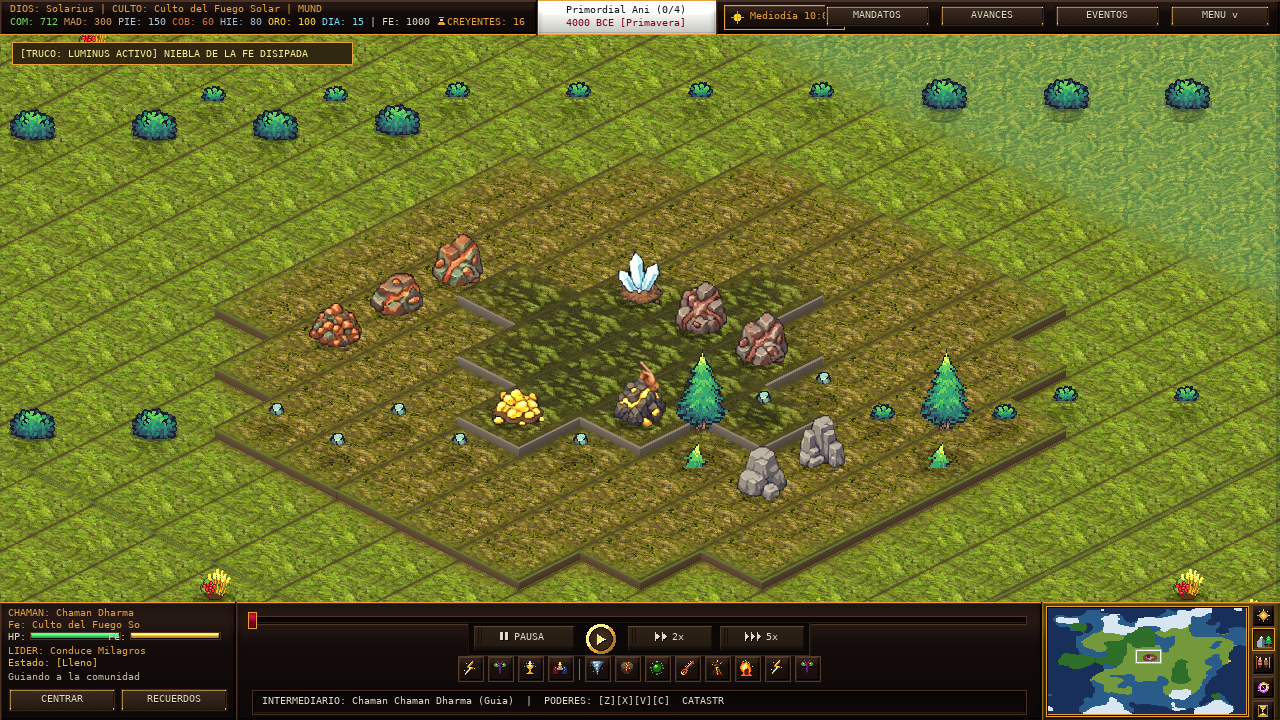 DIOS: Solarius | CULTO: Culto del Fuego Solar | MUND
COM: 712 MAD: 300 PIE: 150 COB: 60 HIE: 80 ORO: 100 DIA: 15 | FE: 1000 CREYENTES: 16
Primordial Ani (0/4)
4000 BCE [Primavera]
Mediodía 10:0
MANDATOS
AVANCES
EVENTOS
MENU v
[TRUCO: LUMINUS ACTIVO] NIEBLA DE LA FE DISIPADA
CHAMAN: Chaman Dharma
Fe: Culto del Fuego So
HP: Fe:
LIDER: Conduce Milagros
Estado: [Lleno]
Guiando a la comunidad
CENTRAR
RECUERDOS
PAUSA
2x
5x
INTERMEDIARIO: Chaman Chaman Dharma (Guia) | PODERES: [Z][X][V][C] CATASTR